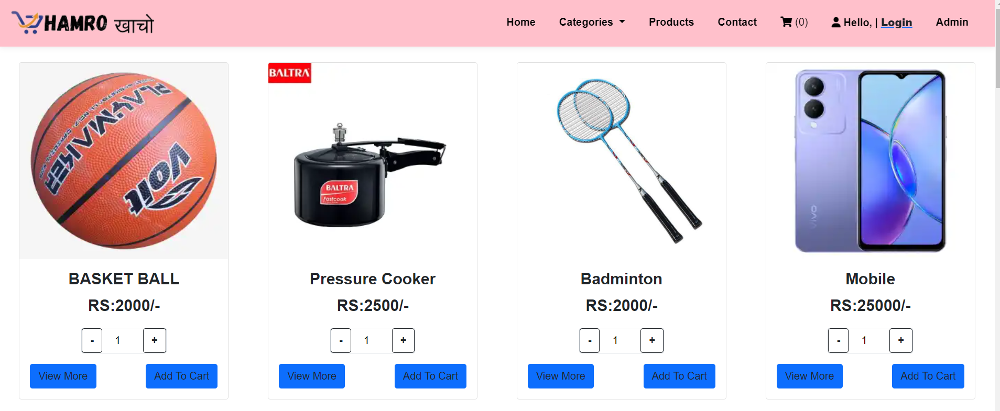 HAMRO खाचो
Home Categories Products Contact (0) Hello, | Login Admin
PLAYMAKER
Voit
BASKET BALL
RS:2000/-
- 1 +
View More Add To Cart
BALTRA
BALTRA
Fastcook
Pressure Cooker
RS:2500/-
- 1 +
View More Add To Cart
Badminton
RS:2000/-
- 1 +
View More Add To Cart
vivo
Mobile
RS:25000/-
- 1 +
View More Add To Cart